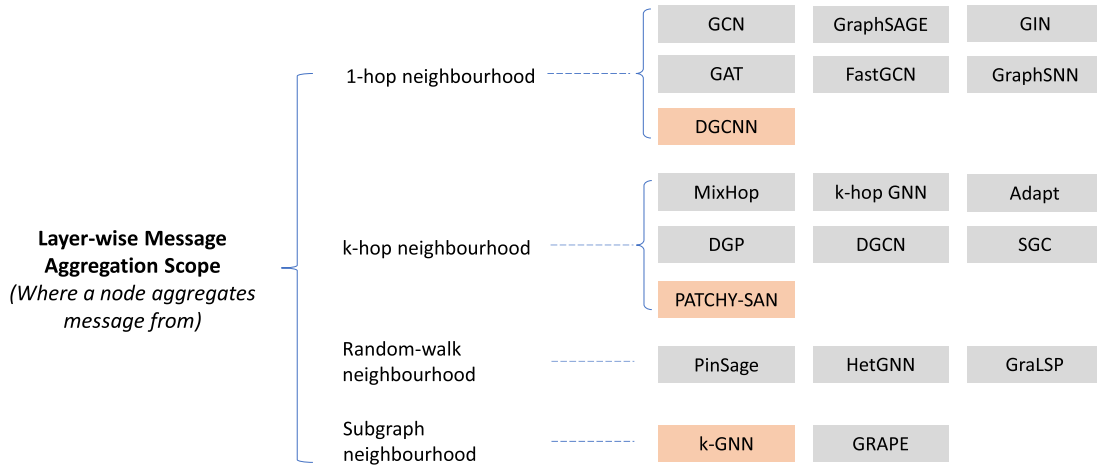 Layer-wise Message
Aggregation Scope
(Where a node aggregates
message from)
1-hop neighbourhood
GCN GraphSAGE GIN
GAT FastGCN GraphSNN
DGCNN
k-hop neighbourhood
MixHop k-hop GNN Adapt
DGP DGCN SGC
PATCHY-SAN
Random-walk
neighbourhood
PinSage HetGNN GraLSP
Subgraph
neighbourhood
k-GNN GRAPE